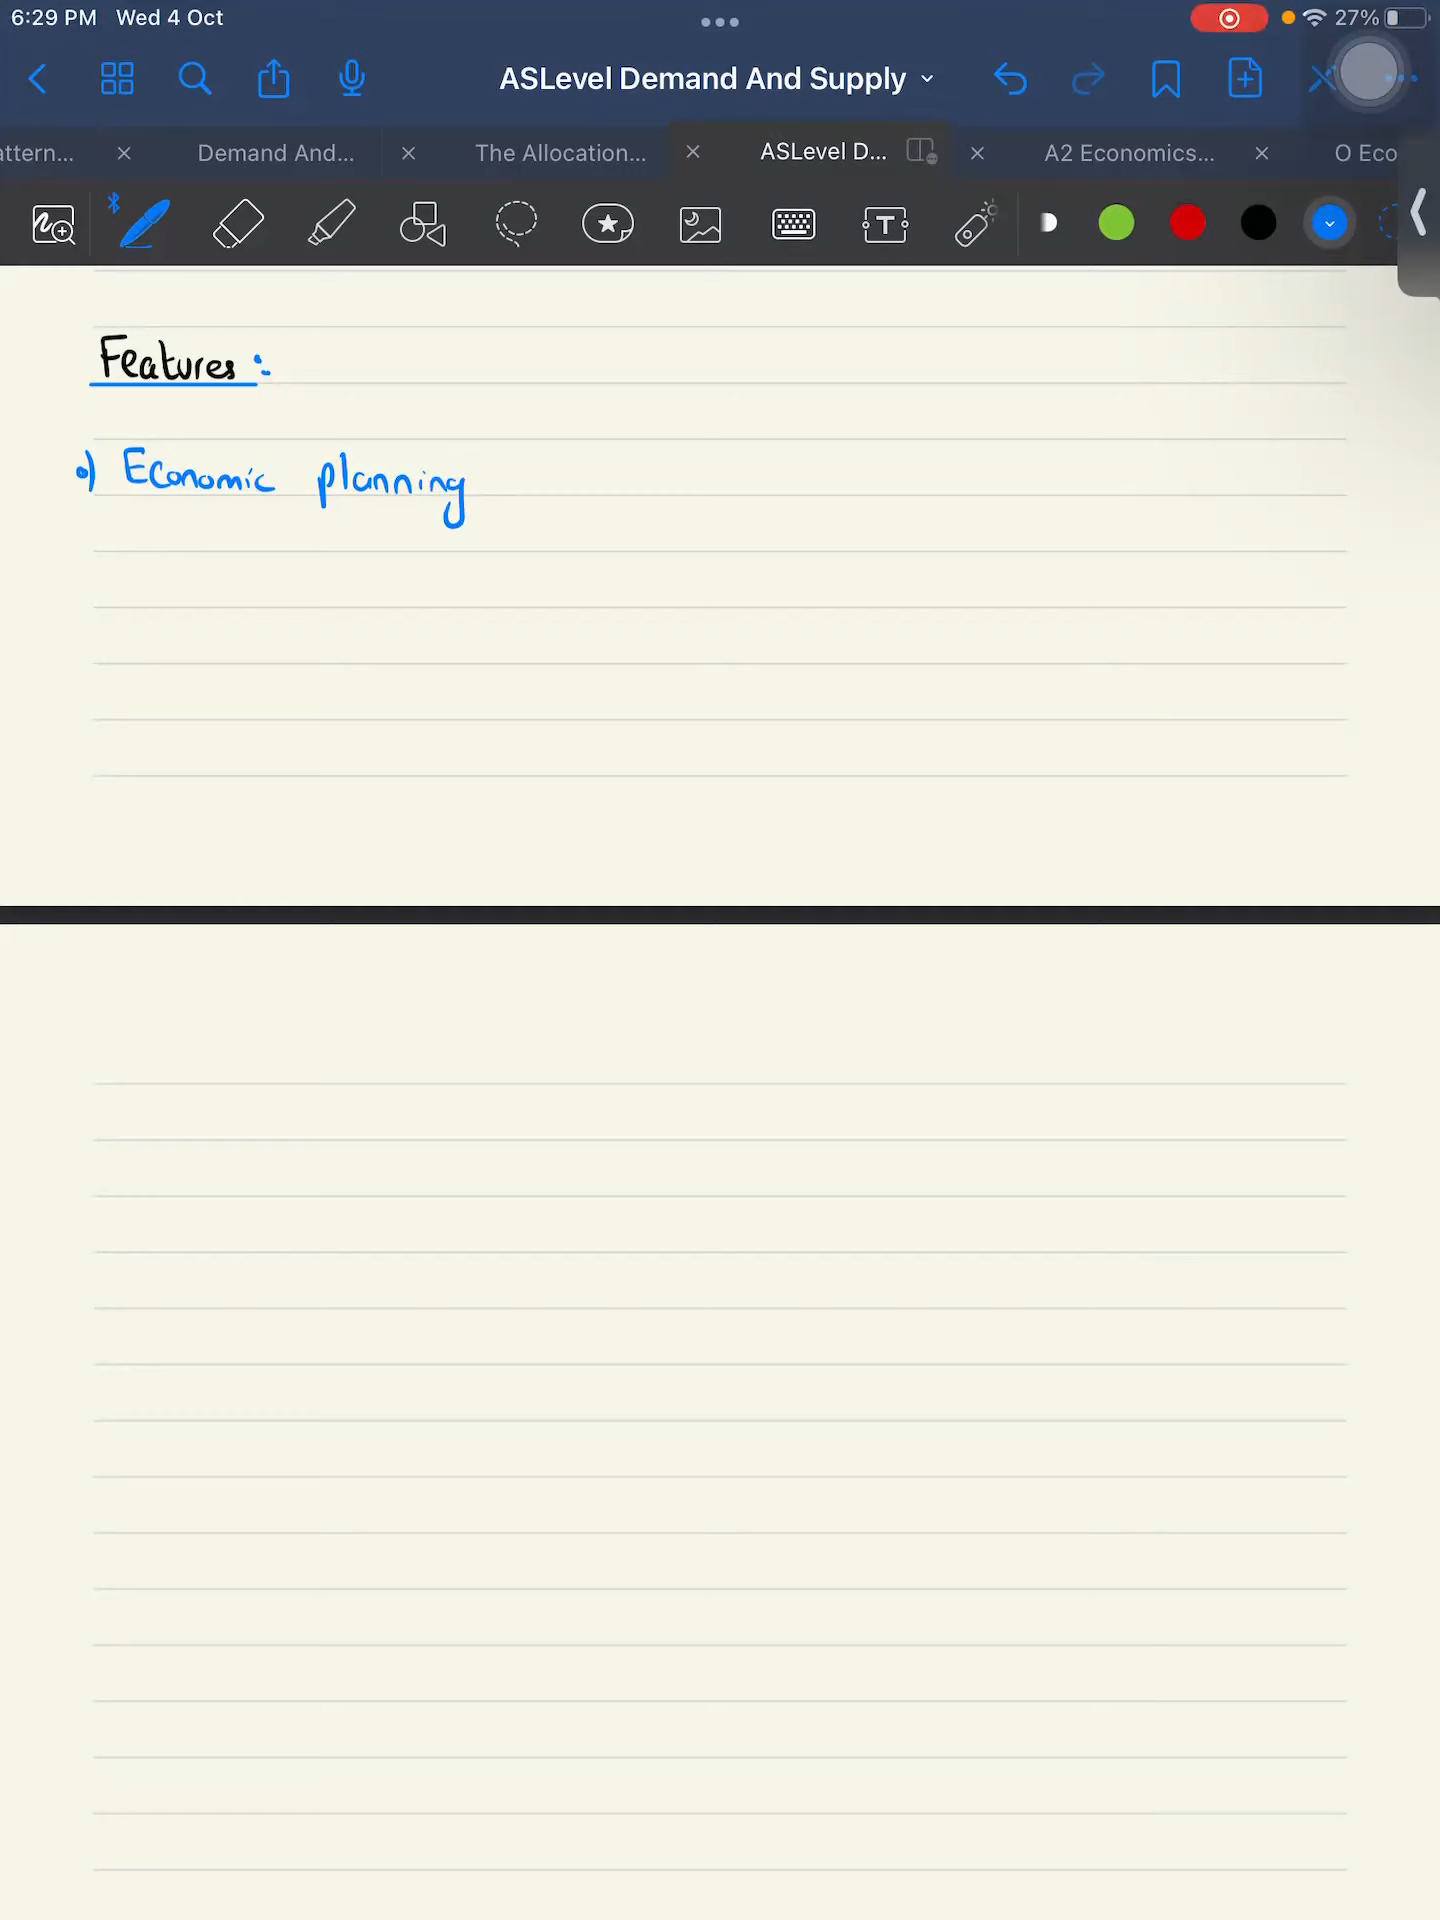 6:29 PM Wed 4 Oct
27%
ASLevel Demand And Supply
attern...
Demand And...
The Allocation...
ASLevel D...
A2 Economics...
O Eco
T
Features :
Economic planning